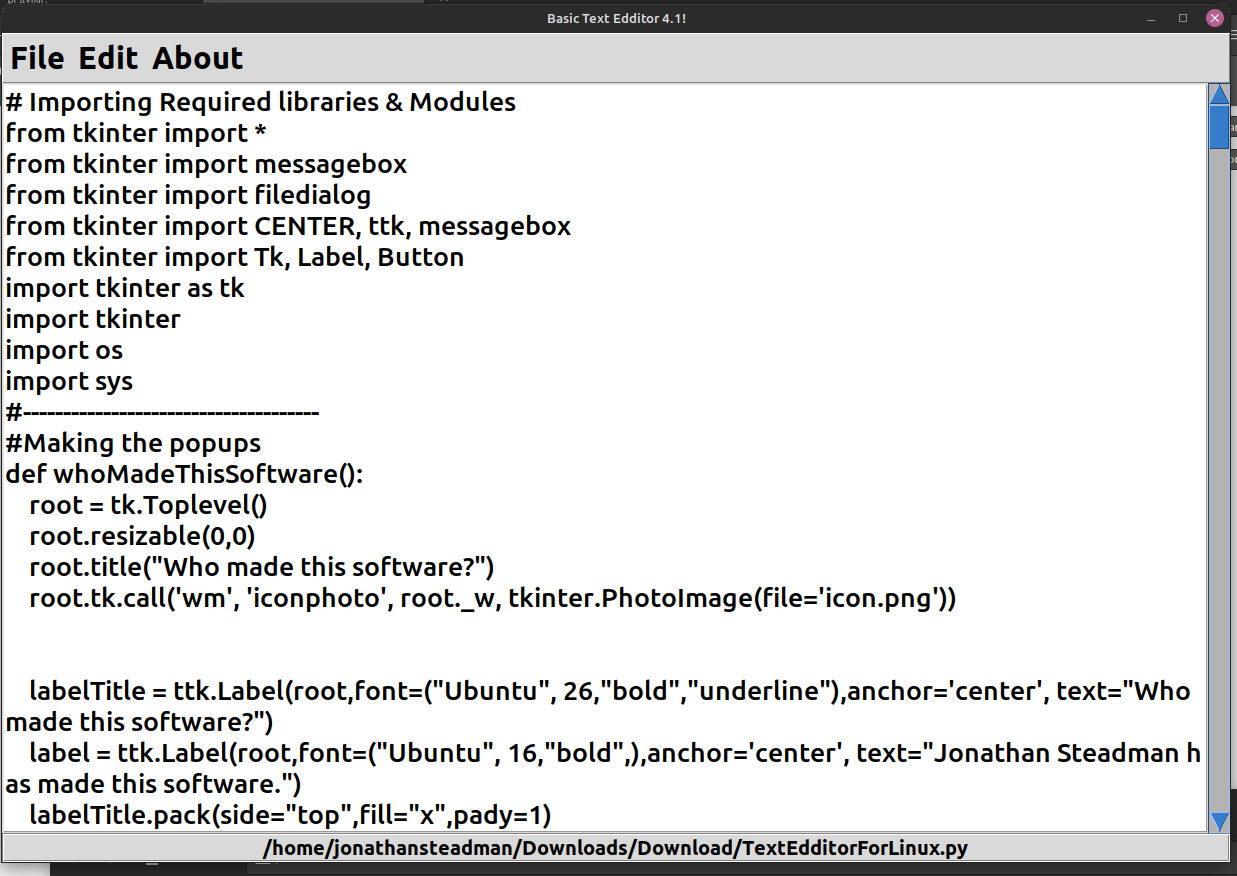 Basic Text Edditor 4.1!
File Edit About
# Importing Required libraries & Modules
from tkinter import *
from tkinter import messagebox
from tkinter import filedialog
from tkinter import CENTER, ttk, messagebox
from tkinter import Tk, Label, Button
import tkinter as tk
import tkinter
import os
import sys
#-------------------------------------
#Making the popups
def whoMadeThisSoftware():
    root = tk.Toplevel()
    root.resizable(0,0)
    root.title("Who made this software?")
    root.tk.call('wm', 'iconphoto', root._w, tkinter.PhotoImage(file='icon.png'))
    labelTitle = ttk.Label(root,font=("Ubuntu", 26,"bold","underline"),anchor='center', text="Who
made this software?")
    label = ttk.Label(root,font=("Ubuntu", 16,"bold",),anchor='center', text="Jonathan Steadman h
as made this software.")
    labelTitle.pack(side="top",fill="x",pady=1)
/home/jonathansteadman/Downloads/Download/TextEdditorForLinux.py